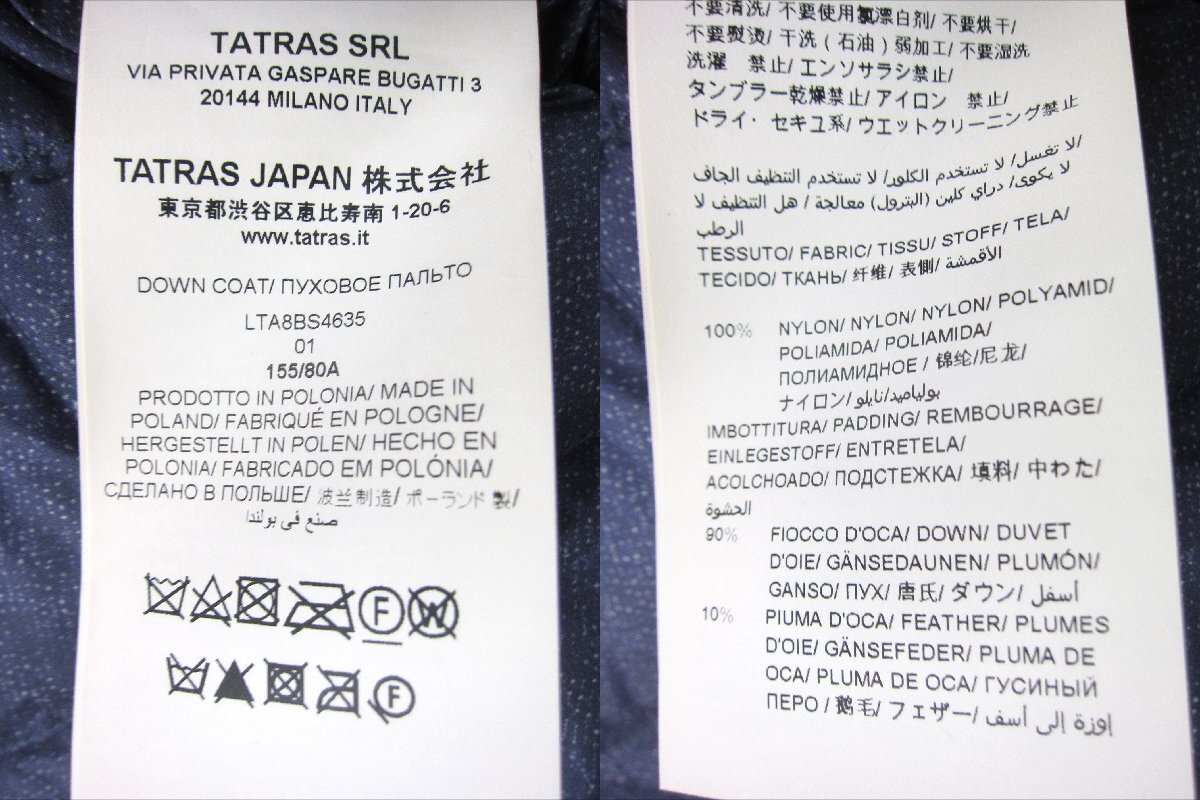 TATRAS SRL
VIA PRIVATA GASPARE BUGATTI 3
20144 MILANO ITALY
TATRAS JAPAN 株式会社
東京都渋谷区恵比寿南 1-20-6
www.tatras.it
DOWN COAT/ ПУХОВОЕ ПАЛЬТО
LTA8BS4635
01
155/80A
PRODOTTO IN POLONIA/ MADE IN
POLAND/ FABRIQUÉ EN POLOGNE/
HERGESTELLT IN POLEN/ HECHO EN
POLONIA/ FABRICADO EM POLÓNIA/
СДЕЛАНО В ПОЛЬШЕ/ 波兰制造/ ポーランド 製/
صنع في بولندا
F W
F
不要清洗/ 不要使用氯漂白剂/ 不要烘干/
不要熨烫/ 干洗 ( 石油 ) 弱加工/ 不要湿洗
洗濯 禁止/ エンソサラシ禁止/
タンブラー乾燥禁止/ アイロン 禁止/
ドライ・ セキユ系/ ウエットクリーニング禁止
لا تغسل/ لا تستخدم الكلور/ لا تستخدم التنظيف الجاف/
لا يكوى/ دراي كلين (البترول) معالجة / هل التنظيف لا
الرطب
TESSUTO/ FABRIC/ TISSU/ STOFF/ TELA/
TECIDO/ ТКАНЬ/ 纤维/ 表側/ الأقمشة
100% NYLON/ NYLON/ NYLON/ POLYAMID/
POLIAMIDA/ POLIAMIDA/
ПОЛИАМИДНОЕ / 锦纶/尼龙/
ナイロン/ بولياميد/نايلو
IMBOTTITURA/ PADDING/ REMBOURRAGE/
EINLEGESTOFF/ ENTRETELA/
ACOLCHOADO/ ПОДСТЕЖКА/ 填料/ 中わた/
الحشوة
90% FIOCCO D'OCA/ DOWN/ DUVET
D'OIE/ GÄNSEDAUNEN/ PLUMÓN/
GANSO/ ПУХ/ 唐氏/ ダウン/ أسفل
10% PIUMA D'OCA/ FEATHER/ PLUMES
D'OIE/ GÄNSEFEDER/ PLUMA DE
OCA/ PLUMA DE OCA/ ГУСИНЫЙ
ПЕРО / 鹅毛/ フェザー/ إوزة إلى أسف